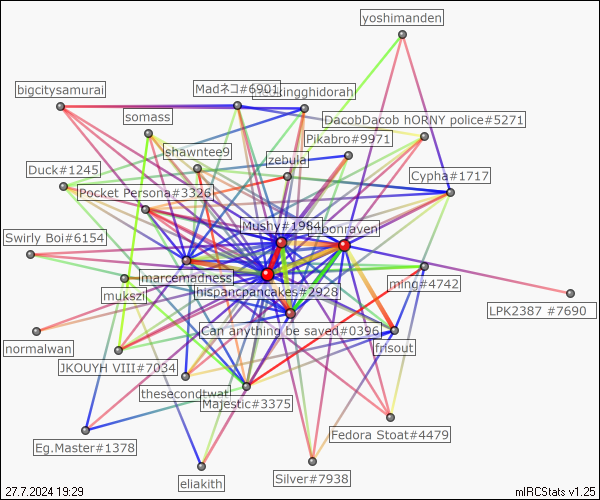 yoshimanden
bigcitysamurai
Madネコ#6901
kingghidorah
somass
DacobDacob hORNY police#5271
Pikabro#9971
shawntee9
zebula
Duck#1245
Cypha#1717
Pocket Persona#3326
Mushy#1984
bonraven
Swirly Boi#6154
marcemadness
ming#4742
hispancpancakes#2928
mukszi
LPK2387 #7690
Can anything be saved#0396
normalwan
frisout
JKOUYH VIII#7034
thesecondtwat
Majestic#3375
Fedora Stoat#4479
Eg.Master#1378
Silver#7938
eliakith
27.7.2024 19:29
mIRCStats v1.25